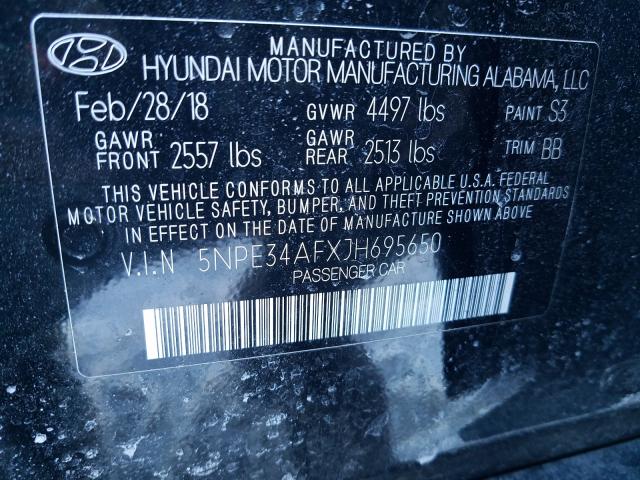 MANUFACTURED BY
HYUNDAI MOTOR MANUFACTURING ALABAMA, LLC
Feb/28/18 GVWR 4497 lbs PAINT S3
GAWR FRONT 2557 lbs GAWR REAR 2513 lbs TRIM BB
THIS VEHICLE CONFORMS TO ALL APPLICABLE U.S.A. FEDERAL
MOTOR VEHICLE SAFETY, BUMPER, AND THEFT PREVENTION STANDARDS
IN EFFECT ON THE DATE OF MANUFACTURE SHOWN ABOVE
V.I.N 5NPE34AFXJH695650
PASSENGER CAR